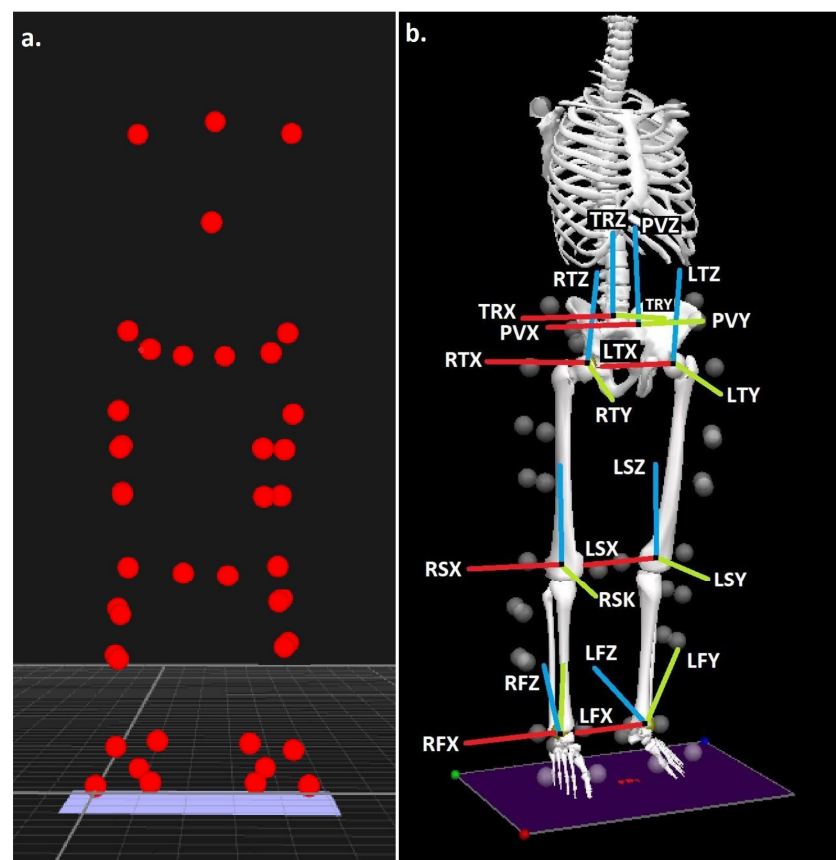 a.
b.
TRZ PVZ
RTZ LTZ
TRX TRY
PVX PVY
RTX LTX
RTY LTY
LSZ
RSX LSX
RSK LSY
RFZ LFZ LFY
RFX LFX